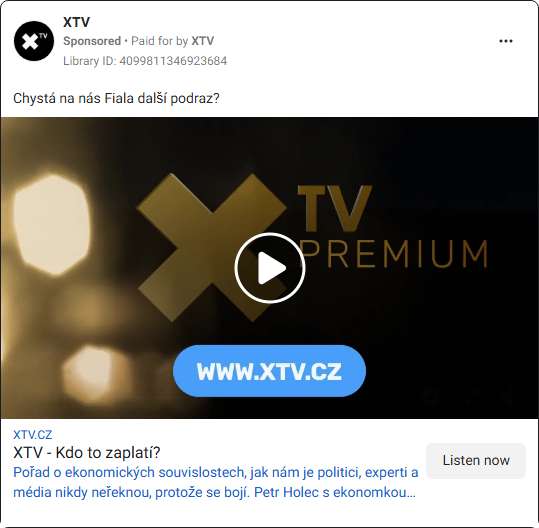 XTV
Sponsored • Paid for by XTV
Library ID: 4099811346923684
Chystá na nás Fiala další podraz?
TV
PREMIUM
WWW.XTV.CZ
XTV.CZ
XTV - Kdo to zaplatí?
Pořad o ekonomických souvislostech, jak nám je politici, experti a
média nikdy neřeknou, protože se bojí. Petr Holec s ekonomkou...
Listen now